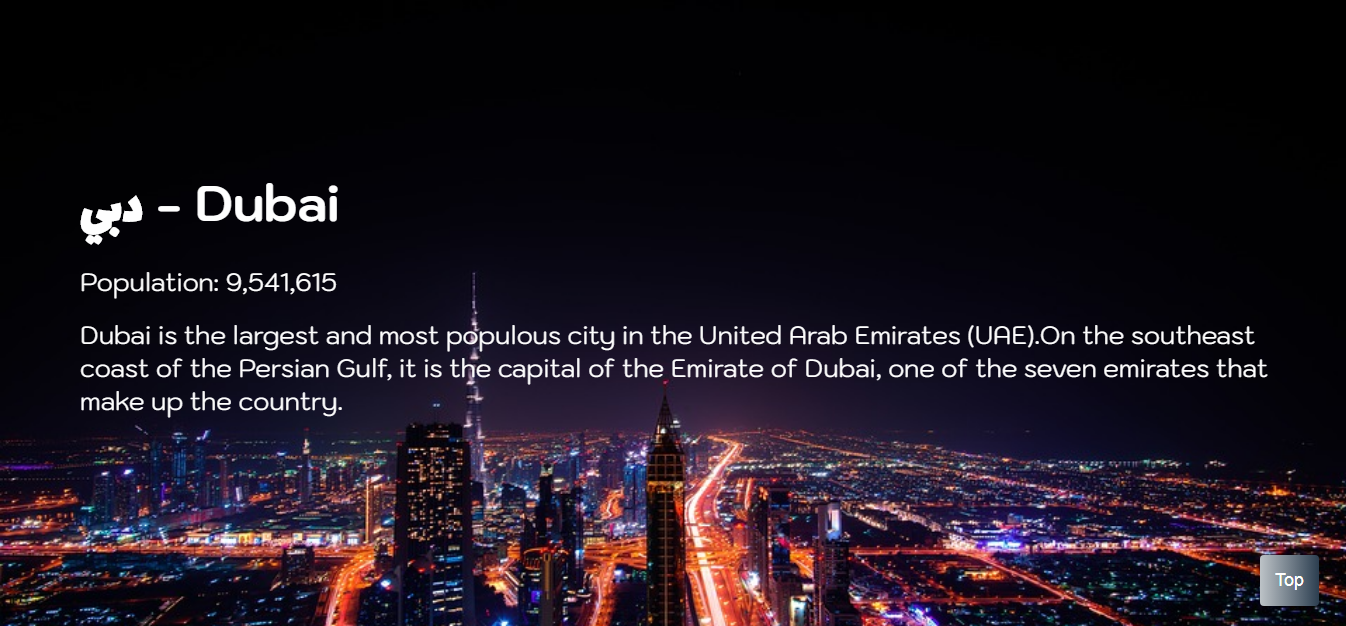 دبي - Dubai
Population: 9,541,615
Dubai is the largest and most populous city in the United Arab Emirates (UAE).On the southeast
coast of the Persian Gulf, it is the capital of the Emirate of Dubai, one of the seven emirates that
make up the country.
Top